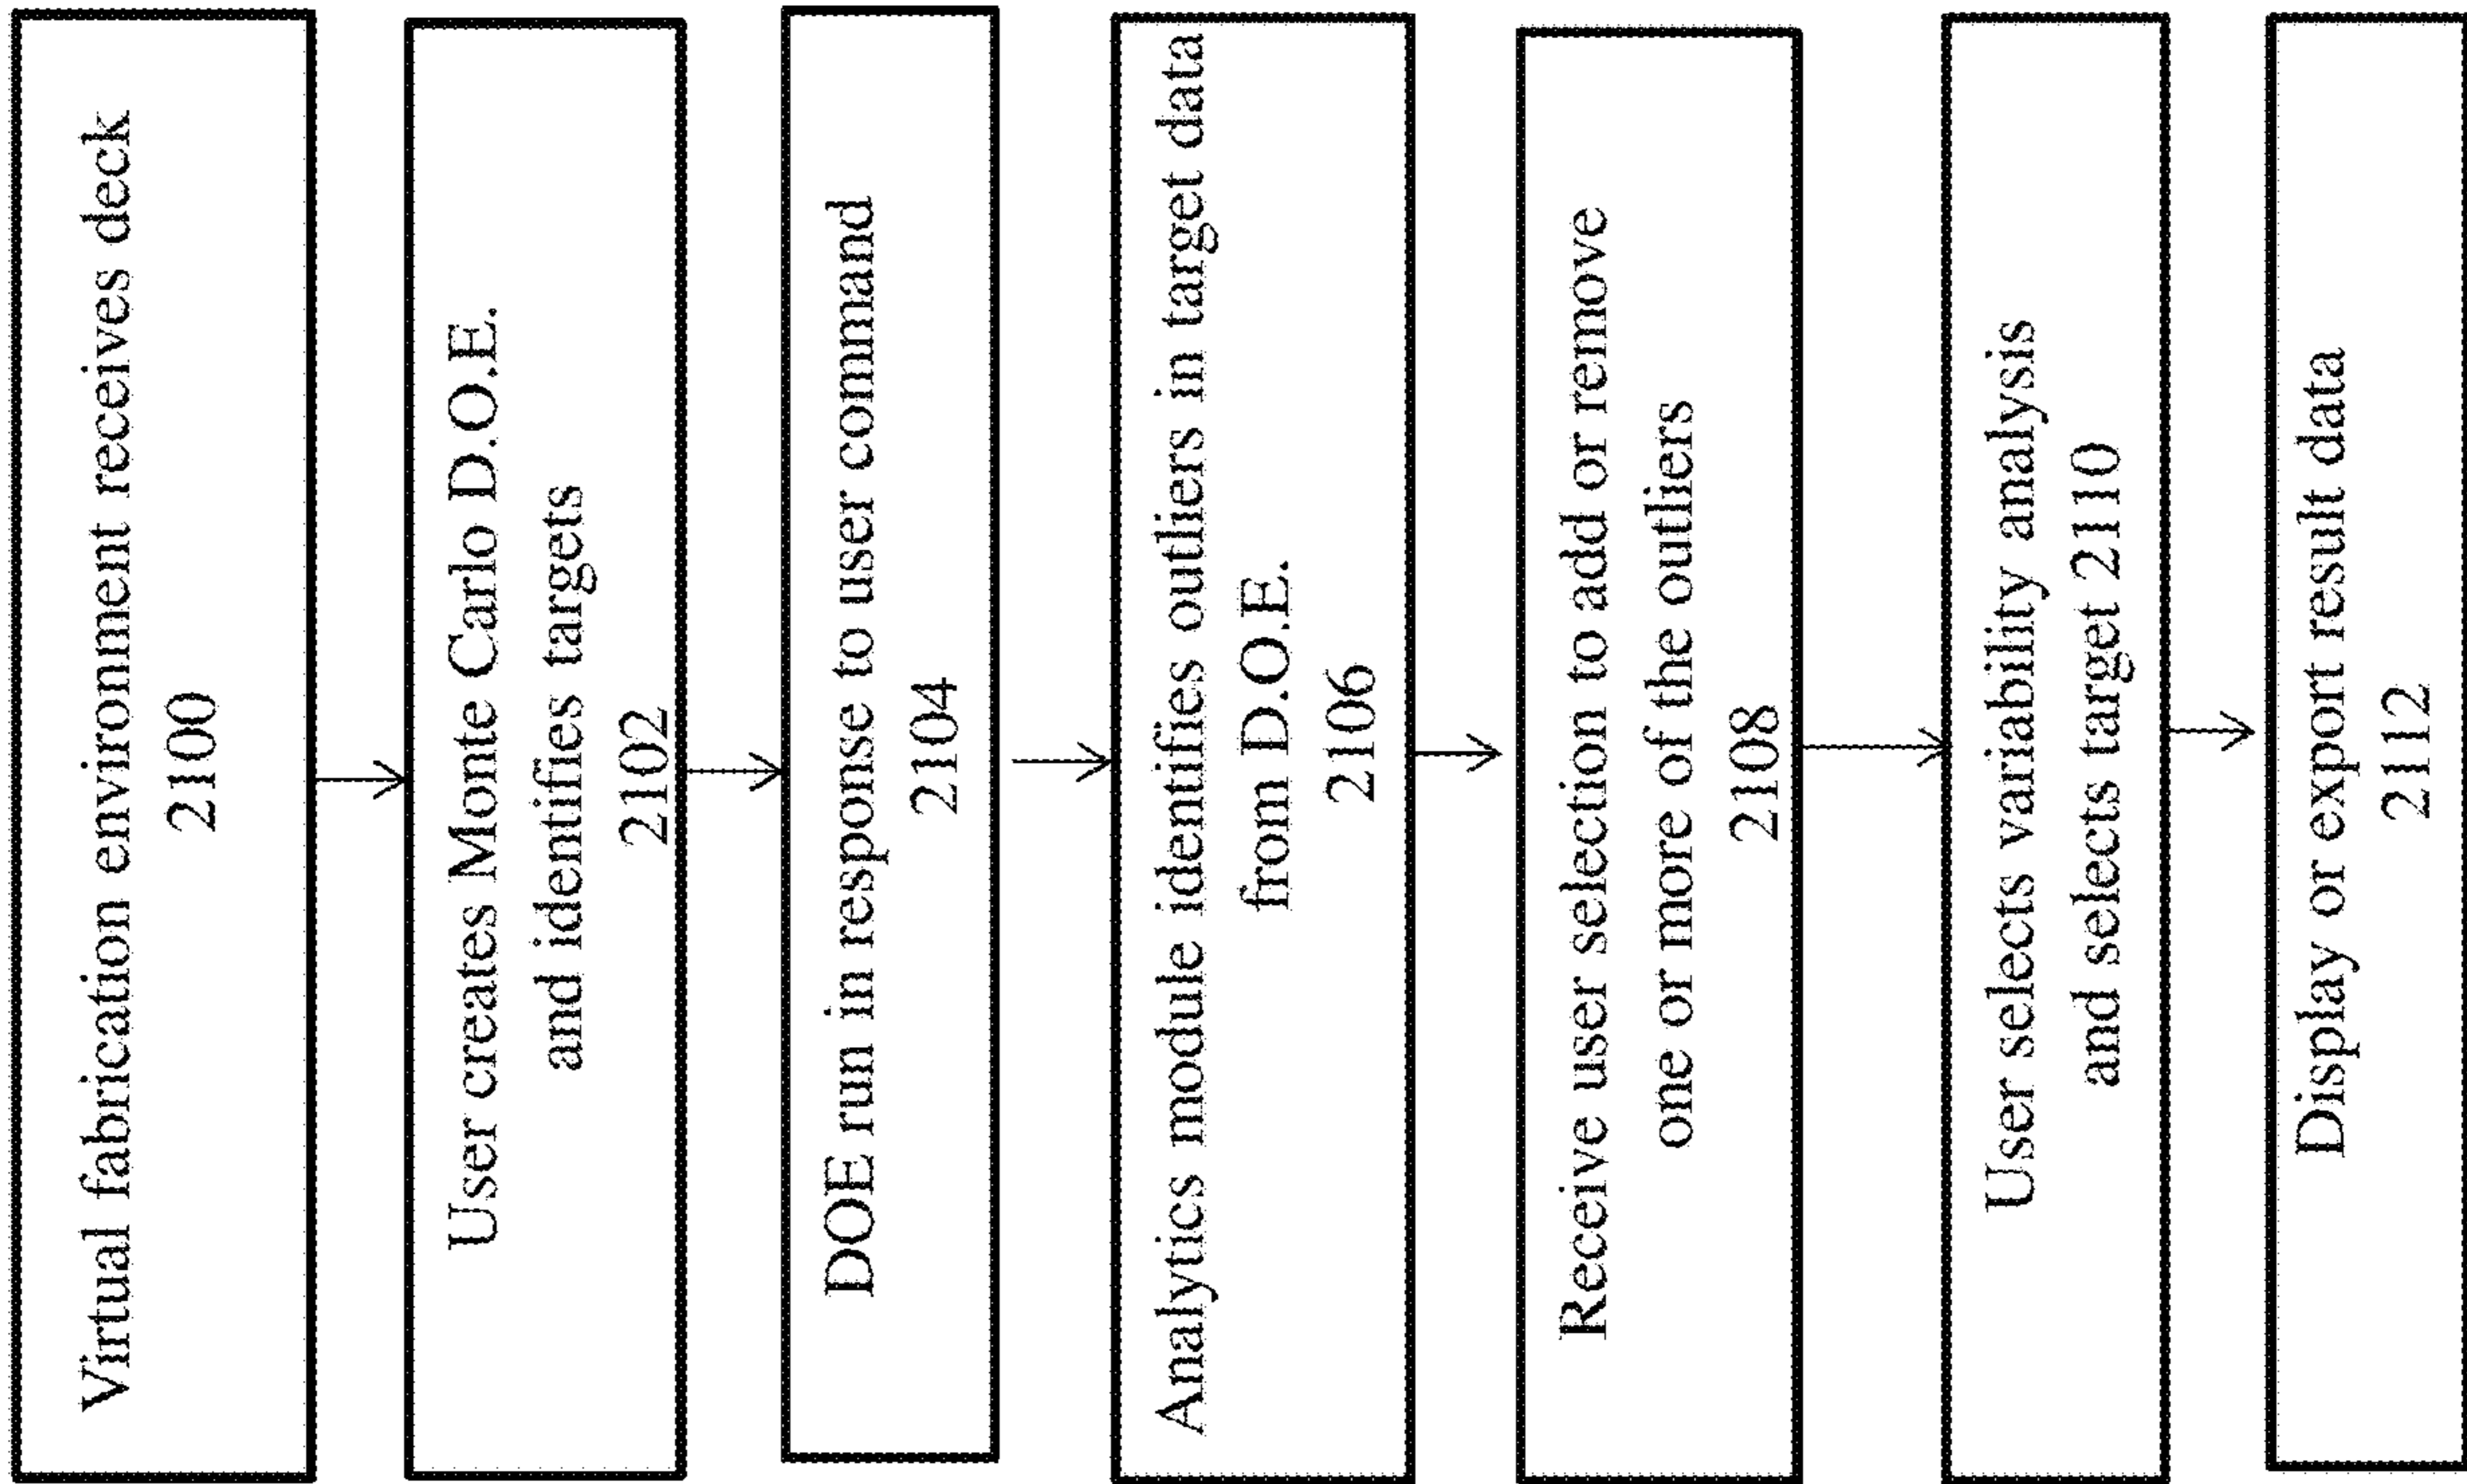 Virtual fabrication environment receives deck
2100
User creates Monte Carlo D.O.E.
and identifies targets
2102
DOE run in response to user command
2104
Analytics module identifies outliers in target data
from D.O.E.
2106
Receive user selection to add or remove
one or more of the outliers
2108
User selects variability analysis
and selects target 2110
Display or export result data
2112